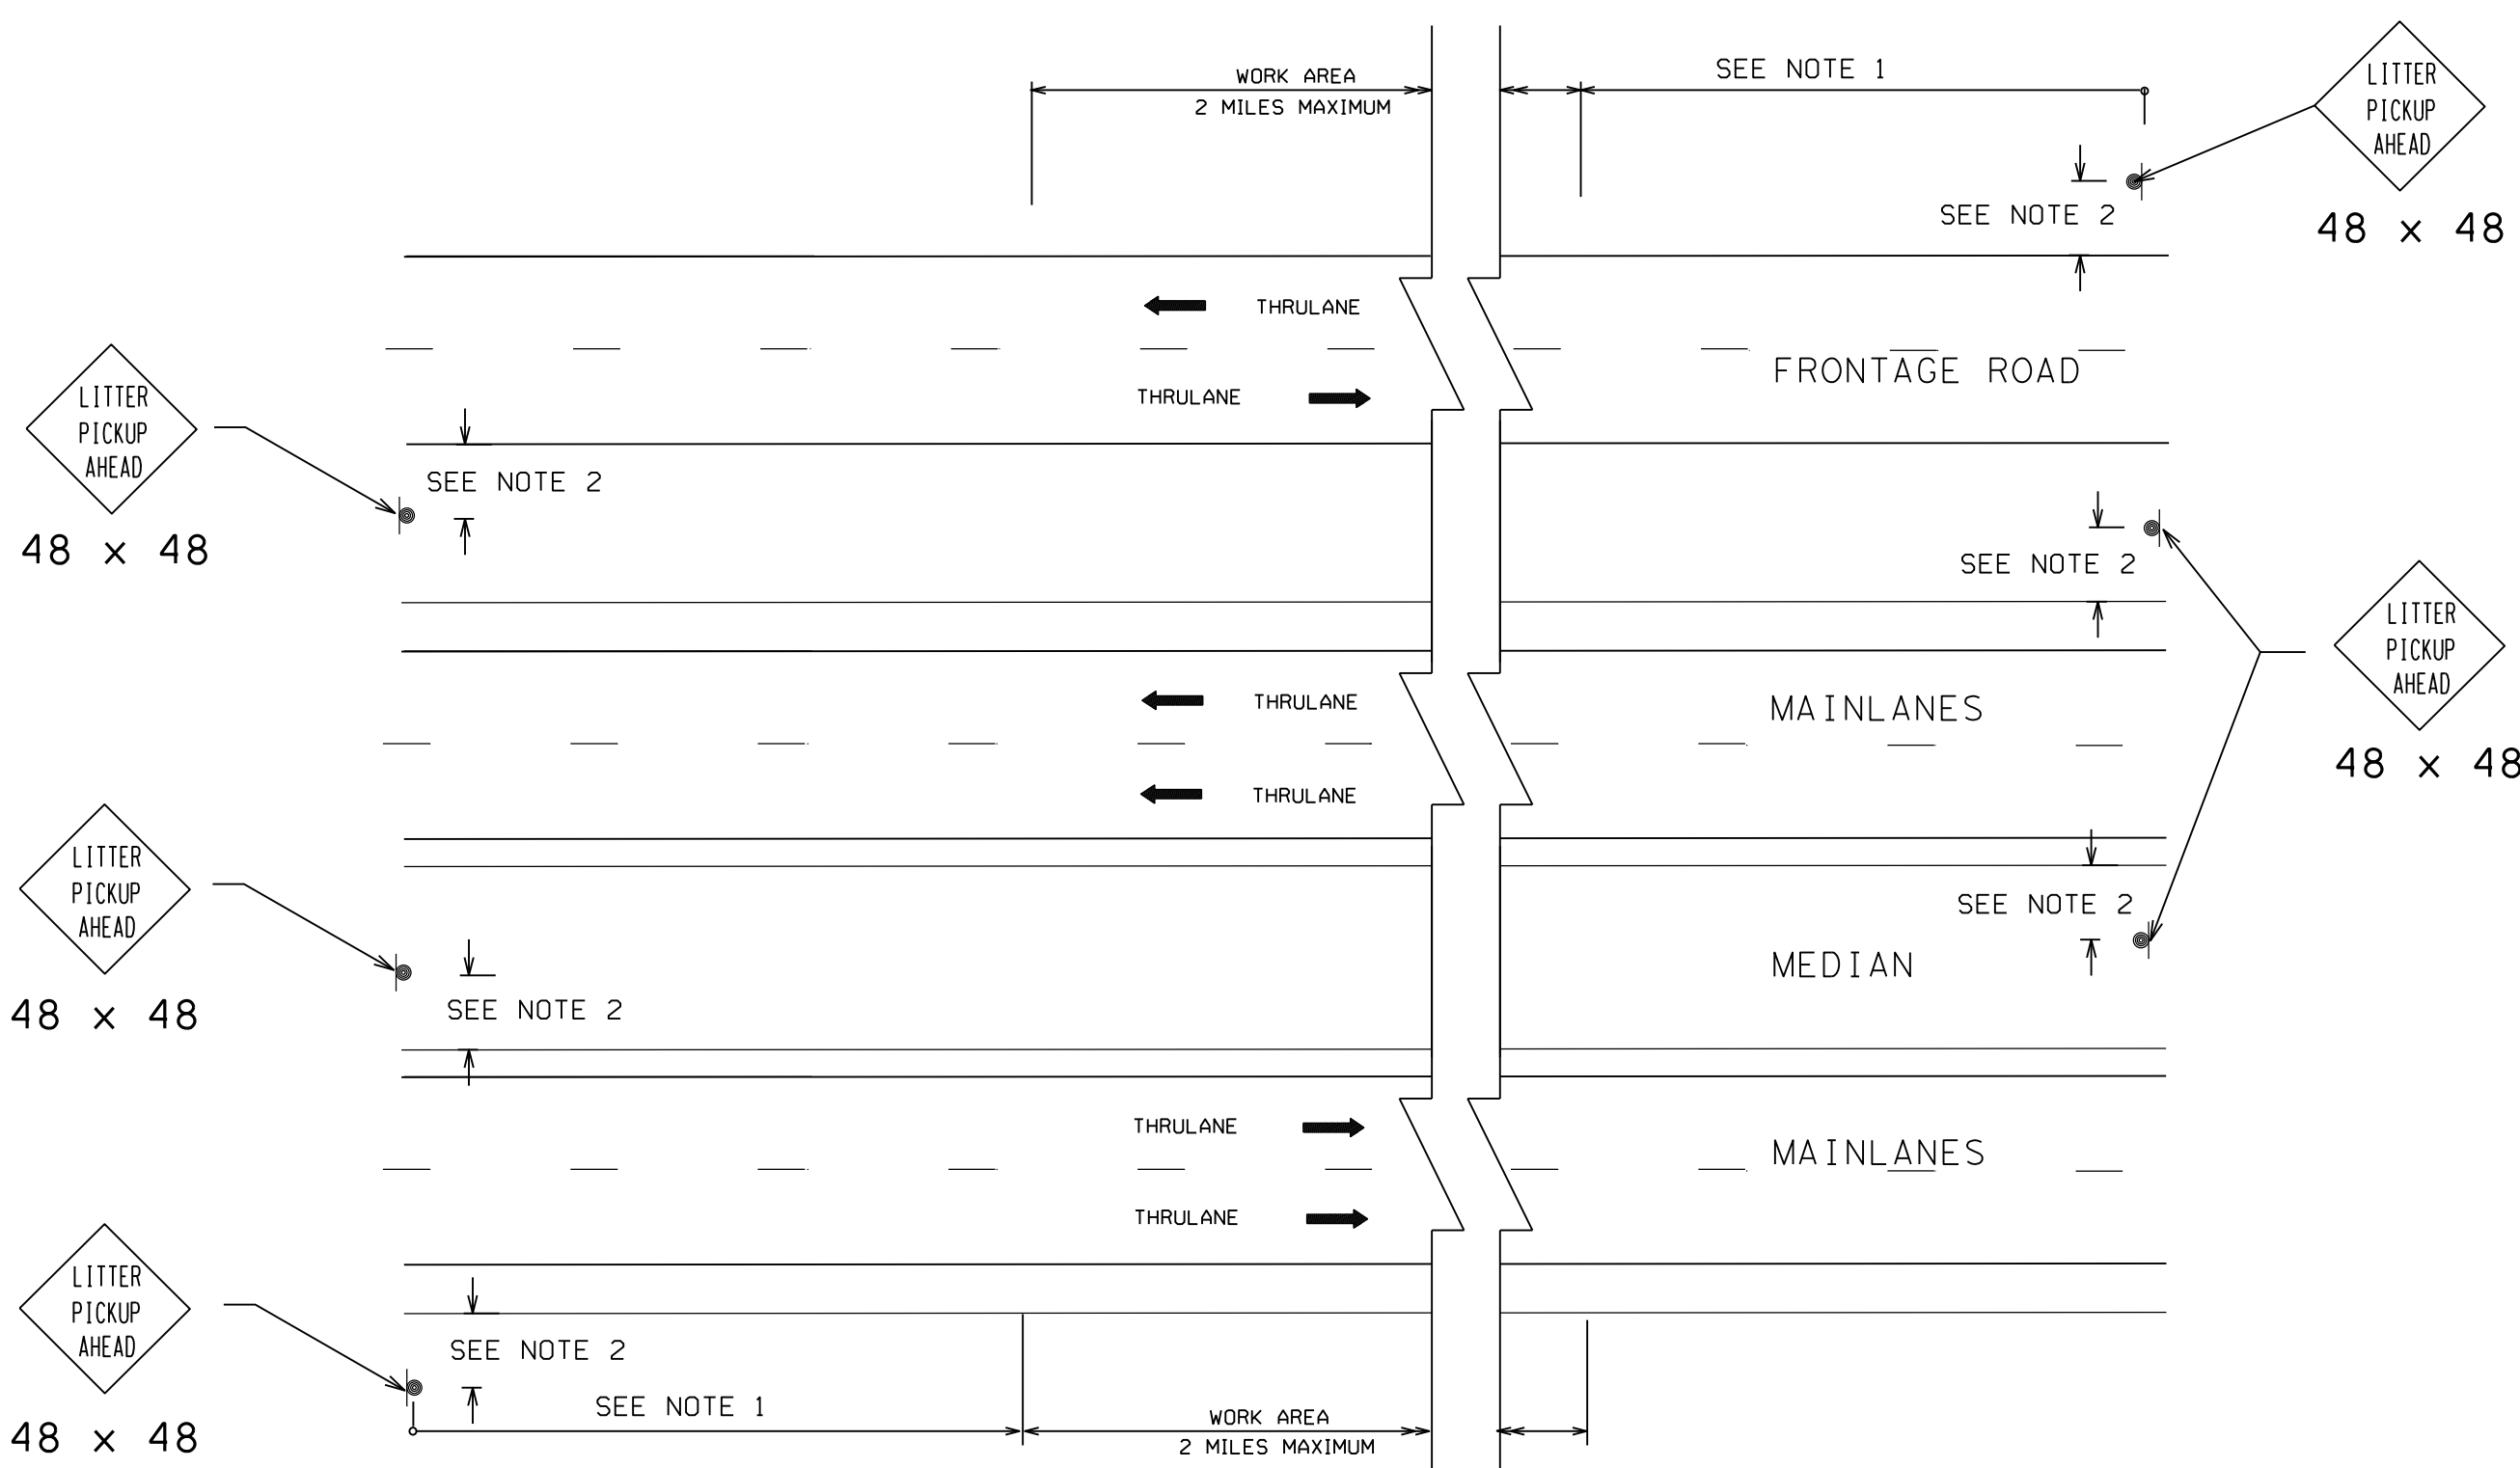 WORK AREA
2 MILES MAXIMUM
SEE NOTE 1
LITTER
PICKUP
AHEAD
48 x 48
SEE NOTE 2
THRULANE
FRONTAGE ROAD
THRULANE
LITTER
PICKUP
AHEAD
48 x 48
SEE NOTE 2
SEE NOTE 2
LITTER
PICKUP
AHEAD
48 x 48
THRULANE
MAINLANES
THRULANE
LITTER
PICKUP
AHEAD
48 x 48
SEE NOTE 2
MEDIAN
SEE NOTE 2
THRULANE
MAINLANES
THRULANE
LITTER
PICKUP
AHEAD
48 x 48
SEE NOTE 2
SEE NOTE 1
WORK AREA
2 MILES MAXIMUM